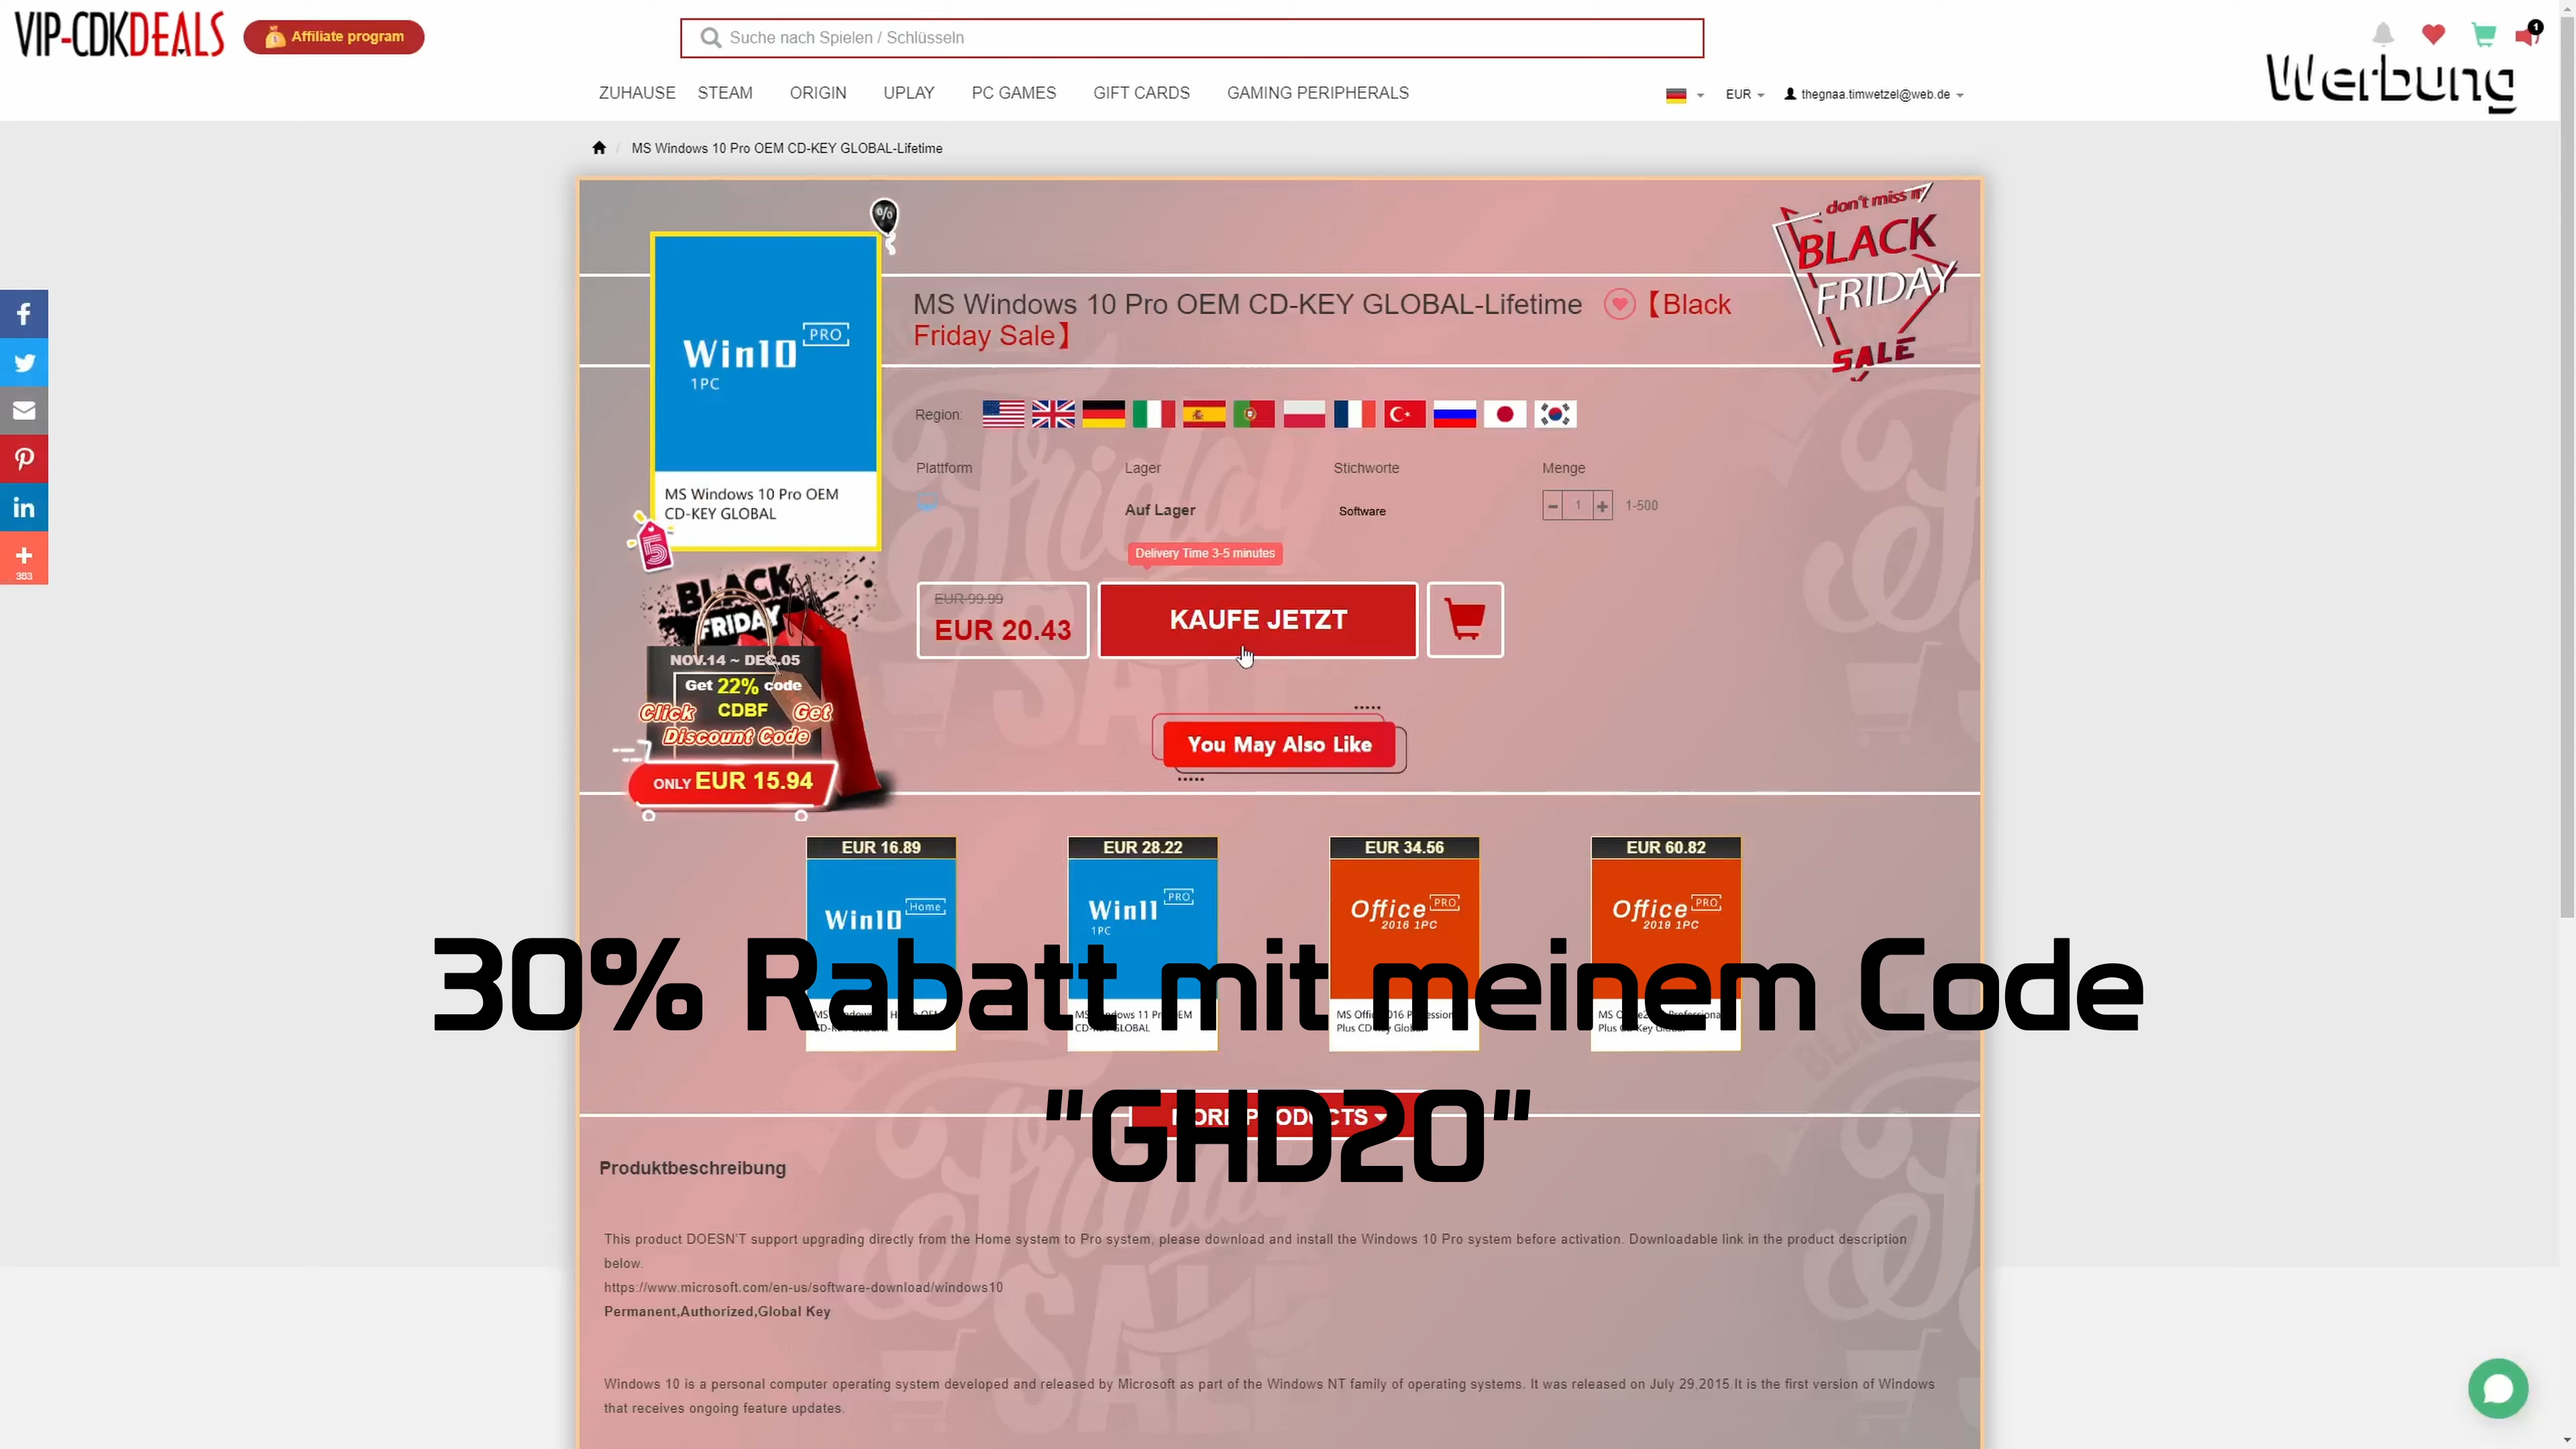 VIP-CDKDEALS
Affiliate program
Suche nach Spielen / Schlüsseln
1
Werbung
ZUHAUSE STEAM ORIGIN UPLAY PC GAMES GIFT CARDS GAMING PERIPHERALS
EUR thegnaa.timwetzel@web.de
MS Windows 10 Pro OEM CD-KEY GLOBAL-Lifetime
%
don't miss it
BLACK
FRIDAY
SALE
Win10 PRO
1PC
MS Windows 10 Pro OEM
CD-KEY GLOBAL
5
MS Windows 10 Pro OEM CD-KEY GLOBAL-Lifetime 【Black
Friday Sale】
Region:
Plattform Lager Stichworte Menge
Auf Lager Software 1 1-500
Delivery Time 3-5 minutes
EUR 99.99
EUR 20.43
KAUFE JETZT
383
BLACK
FRIDAY
NOV.14 ~ DEC.05
Get 22% code
Click CDBF Get
Discount Code
ONLY EUR 15.94
You May Also Like
EUR 16.89 EUR 28.22 EUR 34.56 EUR 60.82
Win10 Home
Win11 PRO
1PC
Office PRO
2016 1PC
Office PRO
2019 1PC
30% Rabatt mit meinem Code
"GHD20"
MORE PRODUCTS
Produktbeschreibung
This product DOESN'T support upgrading directly from the Home system to Pro system, please download and install the Windows 10 Pro system before activation. Downloadable link in the product description
below.
https://www.microsoft.com/en-us/software-download/windows10
Permanent,Authorized,Global Key
Windows 10 is a personal computer operating system developed and released by Microsoft as part of the Windows NT family of operating systems. It was released on July 29,2015.It is the first version of Windows
that receives ongoing feature updates.